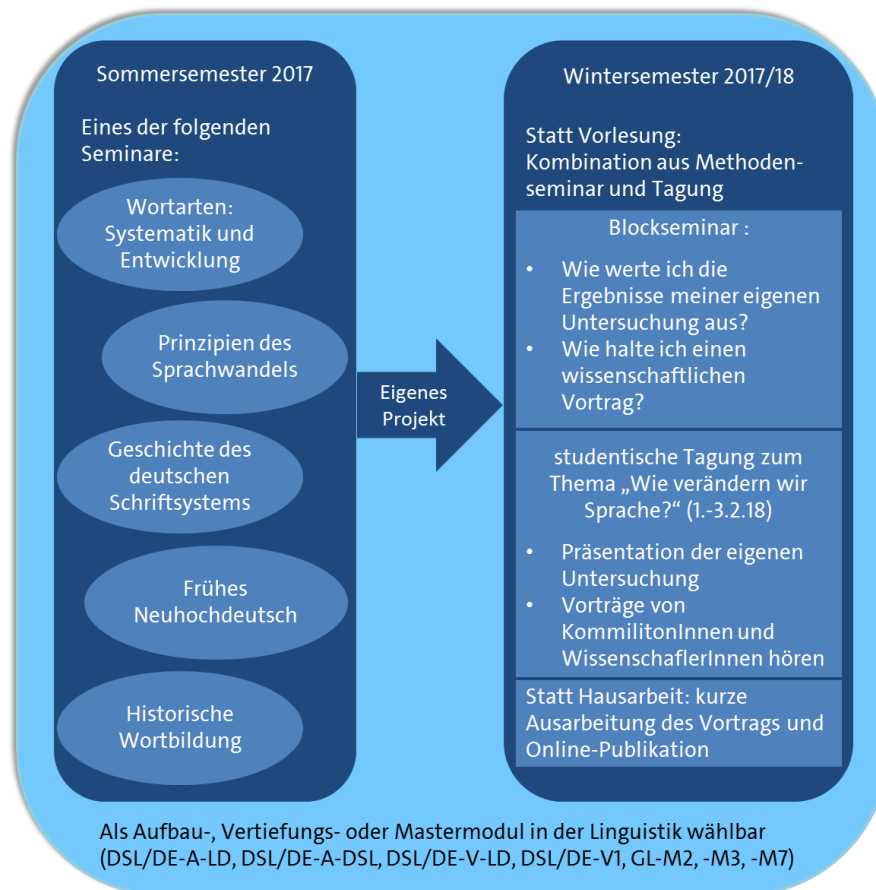 Sommersemester 2017
Eines der folgenden
Seminare:
Wortarten:
Systematik und
Entwicklung
Prinzipien des
Sprachwandels
Geschichte des
deutschen
Schriftsystems
Frühes
Neuhochdeutsch
Historische
Wortbildung
Eigenes
Projekt
Wintersemester 2017/18
Statt Vorlesung:
Kombination aus Methoden-
seminar und Tagung
Blockseminar :
• Wie werte ich die
Ergebnisse meiner eigenen
Untersuchung aus?
• Wie halte ich einen
wissenschaftlichen
Vortrag?
studentische Tagung zum
Thema „Wie verändern wir
Sprache?“ (1.-3.2.18)
• Präsentation der eigenen
Untersuchung
• Vorträge von
KommilitonInnen und
WissenschaflerInnen hören
Statt Hausarbeit: kurze
Ausarbeitung des Vortrags und
Online-Publikation
Als Aufbau-, Vertiefungs- oder Mastermodul in der Linguistik wählbar
(DSL/DE-A-LD, DSL/DE-A-DSL, DSL/DE-V-LD, DSL/DE-V1, GL-M2, -M3, -M7)